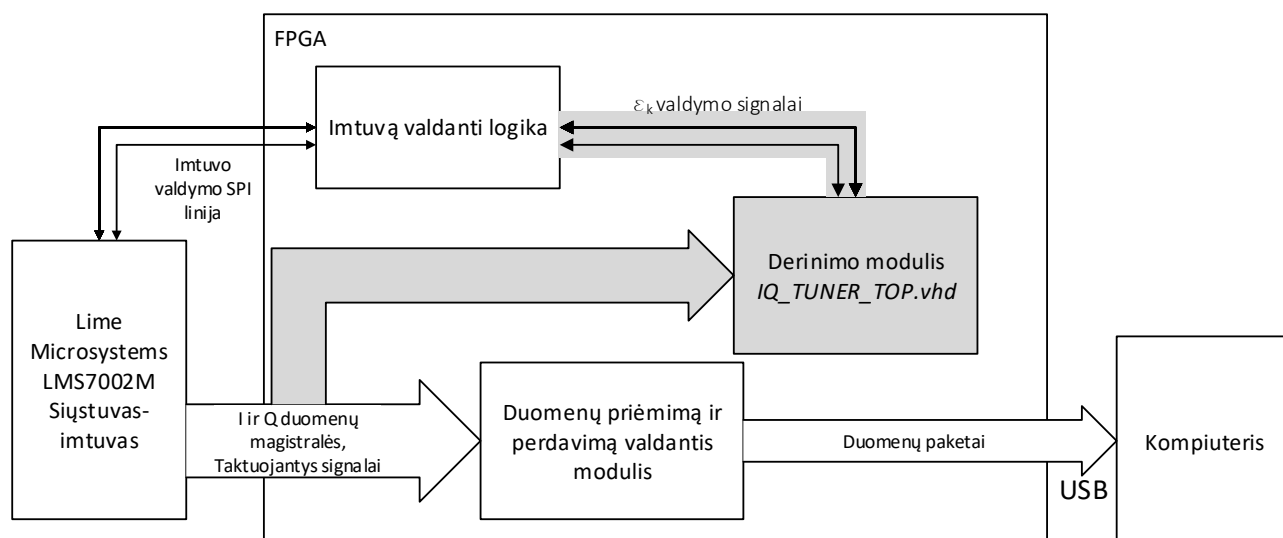 FPGA
Imtuvą valdanti logika
εk valdymo signalai
Imtuvo
valdymo SPI
linija
Derinimo modulis
IQ_TUNER_TOP.vhd
Lime
Microsystems
LMS7002M
Siųstuvas-
imtuvas
I ir Q duomenų
magistralės,
Taktuojantys signalai
Duomenų priėmimą ir
perdavimą valdantis
modulis
Duomenų paketai
USB
Kompiuteris